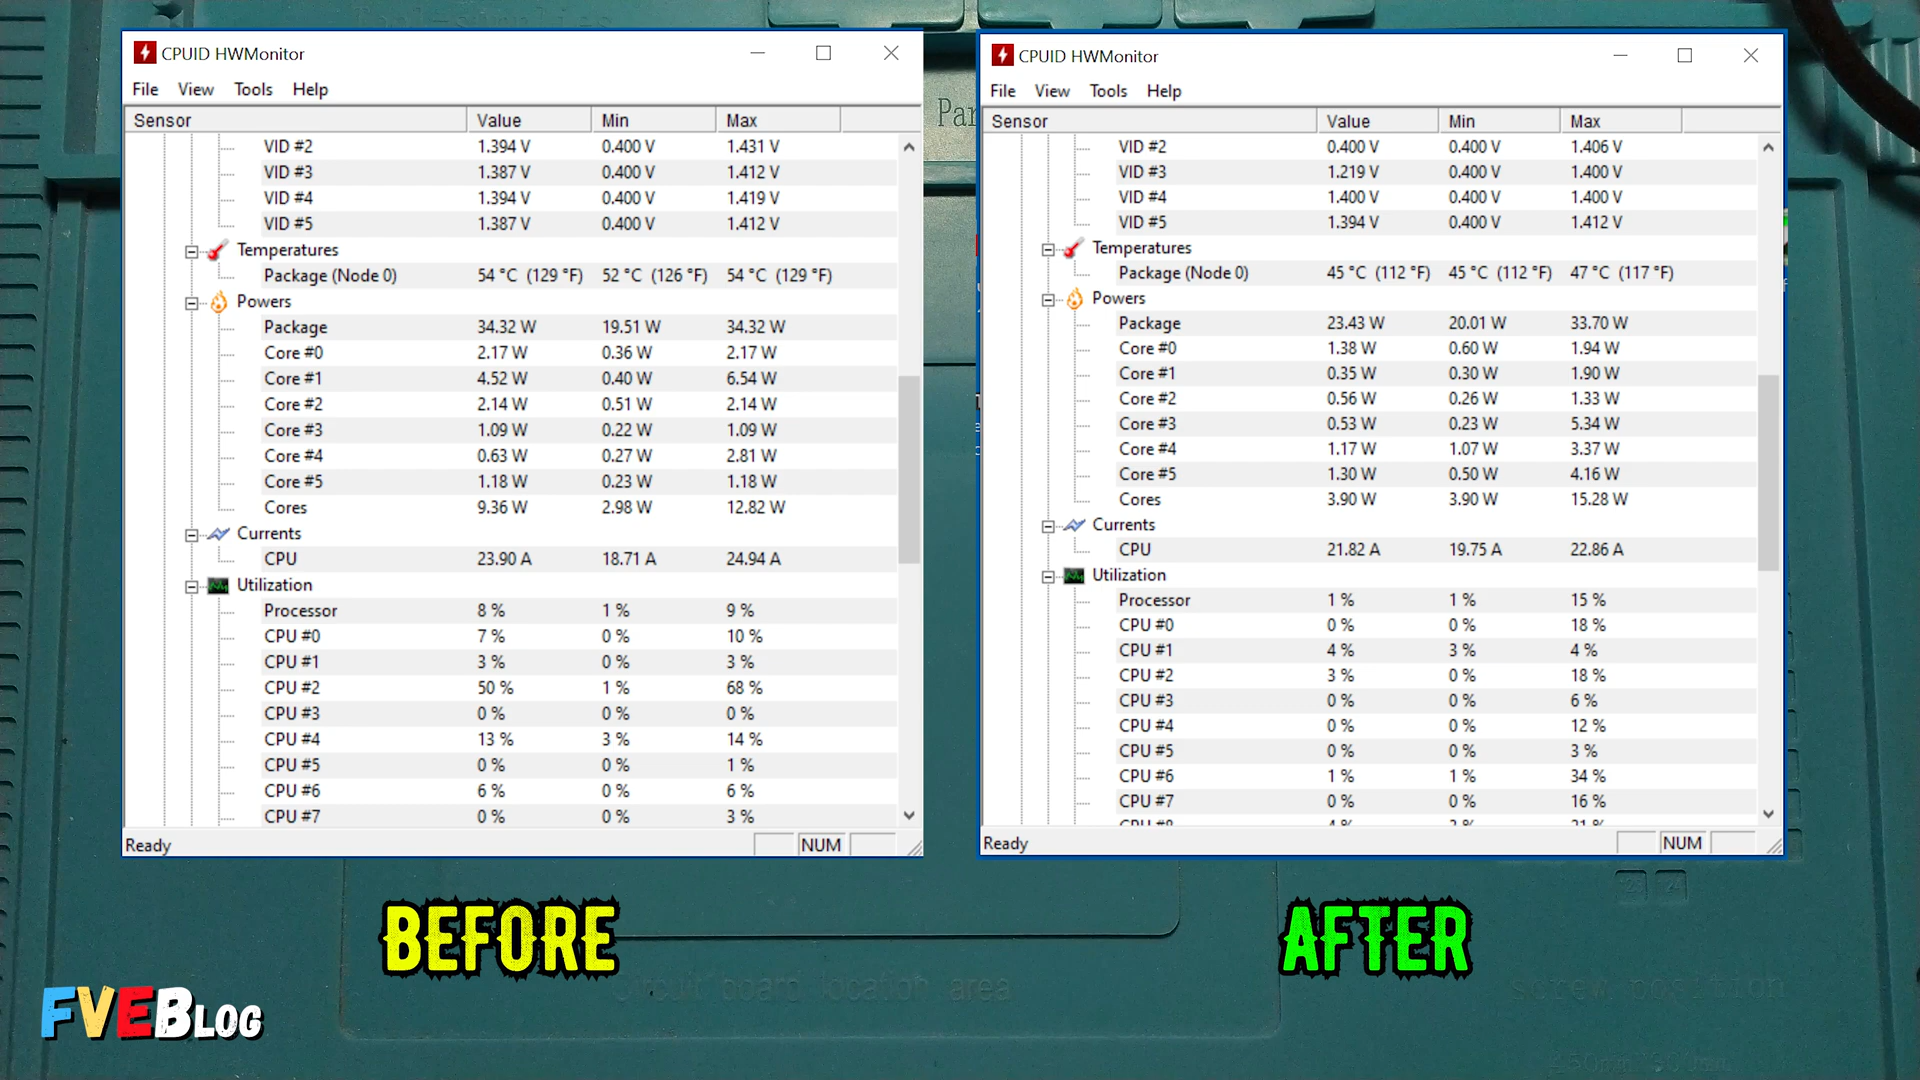 CPUID HWMonitor
File View Tools Help
Sensor Value Min Max
VID #2 1.394 V 0.400 V 1.431 V
VID #3 1.387 V 0.400 V 1.412 V
VID #4 1.394 V 0.400 V 1.419 V
VID #5 1.387 V 0.400 V 1.412 V
Temperatures
Package (Node 0) 54 °C (129 °F) 52 °C (126 °F) 54 °C (129 °F)
Powers
Package 34.32 W 19.51 W 34.32 W
Core #0 2.17 W 0.36 W 2.17 W
Core #1 4.52 W 0.40 W 6.54 W
Core #2 2.14 W 0.51 W 2.14 W
Core #3 1.09 W 0.22 W 1.09 W
Core #4 0.63 W 0.27 W 2.81 W
Core #5 1.18 W 0.23 W 1.18 W
Cores 9.36 W 2.98 W 12.82 W
Currents
CPU 23.90 A 18.71 A 24.94 A
Utilization
Processor 8 % 1 % 9 %
CPU #0 7 % 0 % 10 %
CPU #1 3 % 0 % 3 %
CPU #2 50 % 1 % 68 %
CPU #3 0 % 0 % 0 %
CPU #4 13 % 3 % 14 %
CPU #5 0 % 0 % 1 %
CPU #6 6 % 0 % 6 %
CPU #7 0 % 0 % 3 %
Ready NUM
BEFORE
CPUID HWMonitor
File View Tools Help
Sensor Value Min Max
VID #2 0.400 V 0.400 V 1.406 V
VID #3 1.219 V 0.400 V 1.400 V
VID #4 1.400 V 0.400 V 1.400 V
VID #5 1.394 V 0.400 V 1.412 V
Temperatures
Package (Node 0) 45 °C (112 °F) 45 °C (112 °F) 47 °C (117 °F)
Powers
Package 23.43 W 20.01 W 33.70 W
Core #0 1.38 W 0.60 W 1.94 W
Core #1 0.35 W 0.30 W 1.90 W
Core #2 0.56 W 0.26 W 1.33 W
Core #3 0.53 W 0.23 W 5.34 W
Core #4 1.17 W 1.07 W 3.37 W
Core #5 1.30 W 0.50 W 4.16 W
Cores 3.90 W 3.90 W 15.28 W
Currents
CPU 21.82 A 19.75 A 22.86 A
Utilization
Processor 1 % 1 % 15 %
CPU #0 0 % 0 % 18 %
CPU #1 4 % 3 % 4 %
CPU #2 3 % 0 % 18 %
CPU #3 0 % 0 % 6 %
CPU #4 0 % 0 % 12 %
CPU #5 0 % 0 % 3 %
CPU #6 1 % 1 % 34 %
CPU #7 0 % 0 % 16 %
Ready NUM
AFTER
FVEBLOG
circuit board location area
screw position